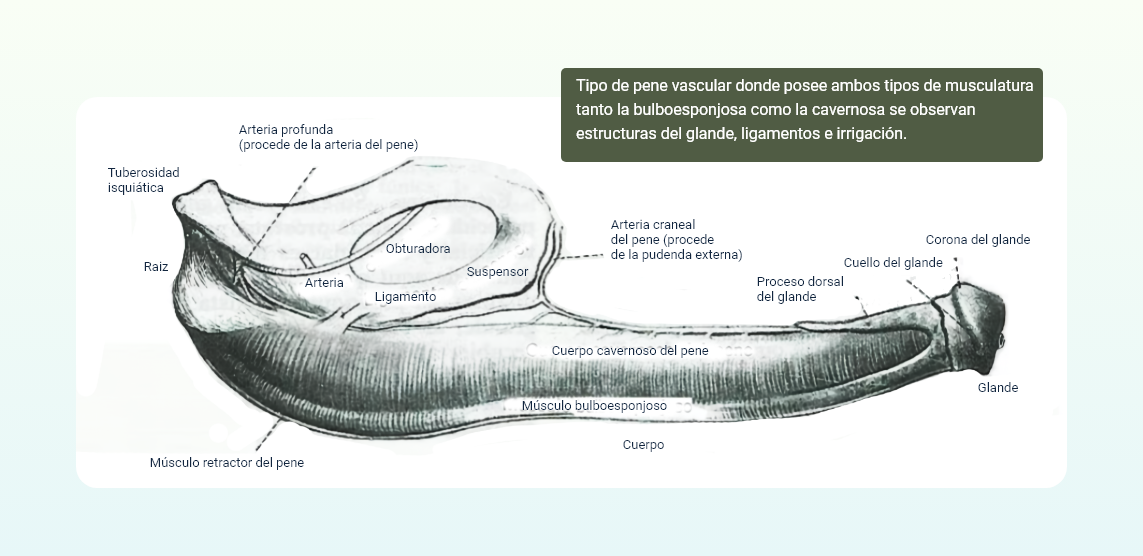 Tipo de pene vascular donde posee ambos tipos de musculatura
tanto la bulboesponjosa como la cavernosa se observan
estructuras del glande, ligamentos e irrigación.
Arteria profunda
(procede de la arteria del pene)
Tuberosidad
isquiática
Raiz
Arteria
Obturadora
Suspensor
Ligamento
Arteria craneal
del pene (procede
de la pudenda externa)
Corona del glande
Cuello del glande
Proceso dorsal
del glande
Cuerpo cavernoso del pene
Glande
Músculo bulboesponjoso
Cuerpo
Músculo retractor del pene